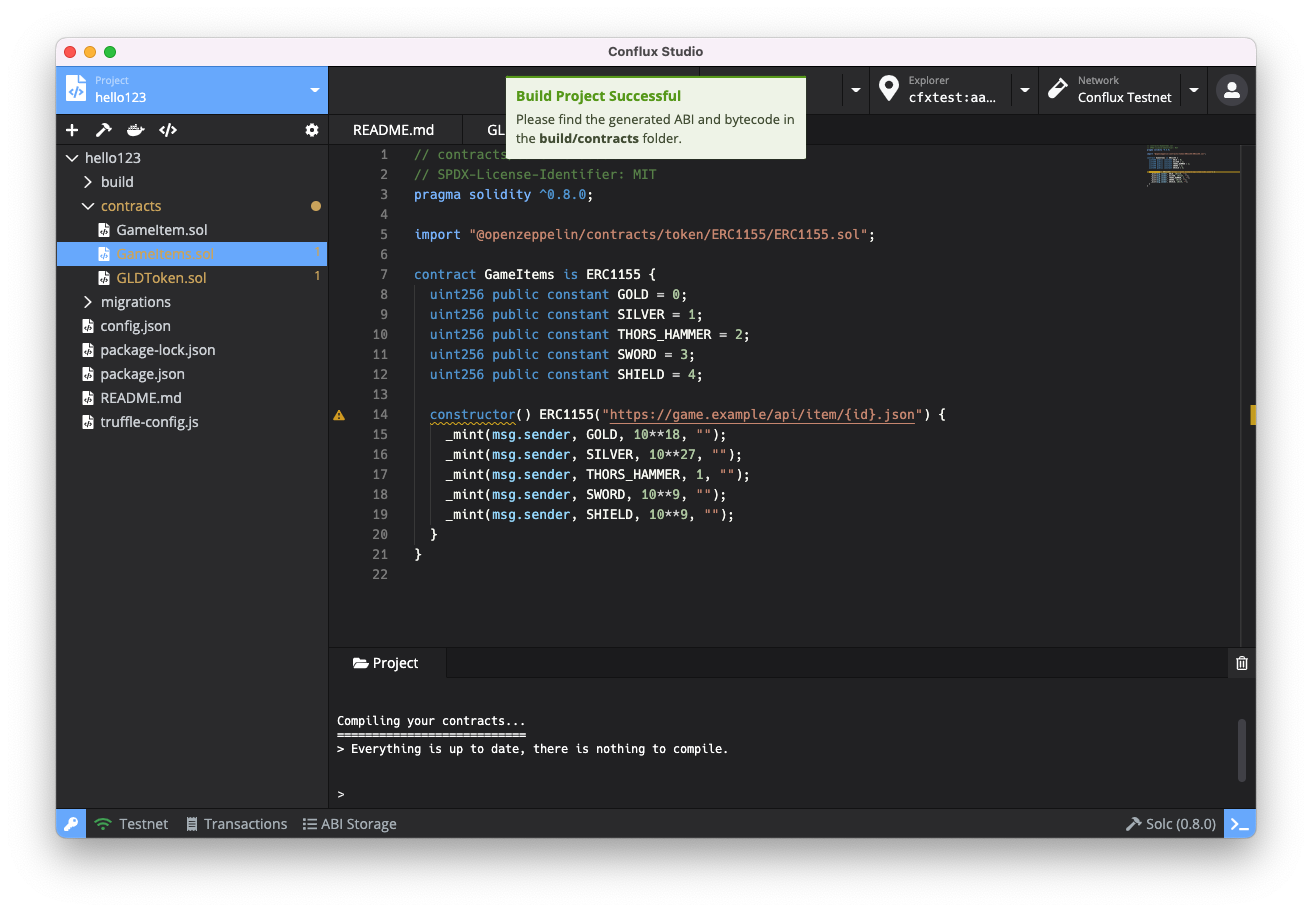 Conflux Studio
Project
hello123
Explorer
cfxtest:aa...
Network
Conflux Testnet
Build Project Successful
Please find the generated ABI and bytecode in
the build/contracts folder.
README.md
GL
hello123
build
contracts
GameItem.sol
GameItems.sol 1
GLDToken.sol 1
migrations
config.json
package-lock.json
package.json
README.md
truffle-config.js
1 // contracts
2 // SPDX-License-Identifier: MIT
3 pragma solidity ^0.8.0;
4
5 import "@openzeppelin/contracts/token/ERC1155/ERC1155.sol";
6
7 contract GameItems is ERC1155 {
8 uint256 public constant GOLD = 0;
9 uint256 public constant SILVER = 1;
10 uint256 public constant THORS_HAMMER = 2;
11 uint256 public constant SWORD = 3;
12 uint256 public constant SHIELD = 4;
13
14 constructor() ERC1155("https://game.example/api/item/{id}.json") {
15 _mint(msg.sender, GOLD, 10**18, "");
16 _mint(msg.sender, SILVER, 10**27, "");
17 _mint(msg.sender, THORS_HAMMER, 1, "");
18 _mint(msg.sender, SWORD, 10**9, "");
19 _mint(msg.sender, SHIELD, 10**9, "");
20 }
21 }
22
Project
Compiling your contracts...
===========================
> Everything is up to date, there is nothing to compile.
>
Testnet
Transactions
ABI Storage
Solc (0.8.0)